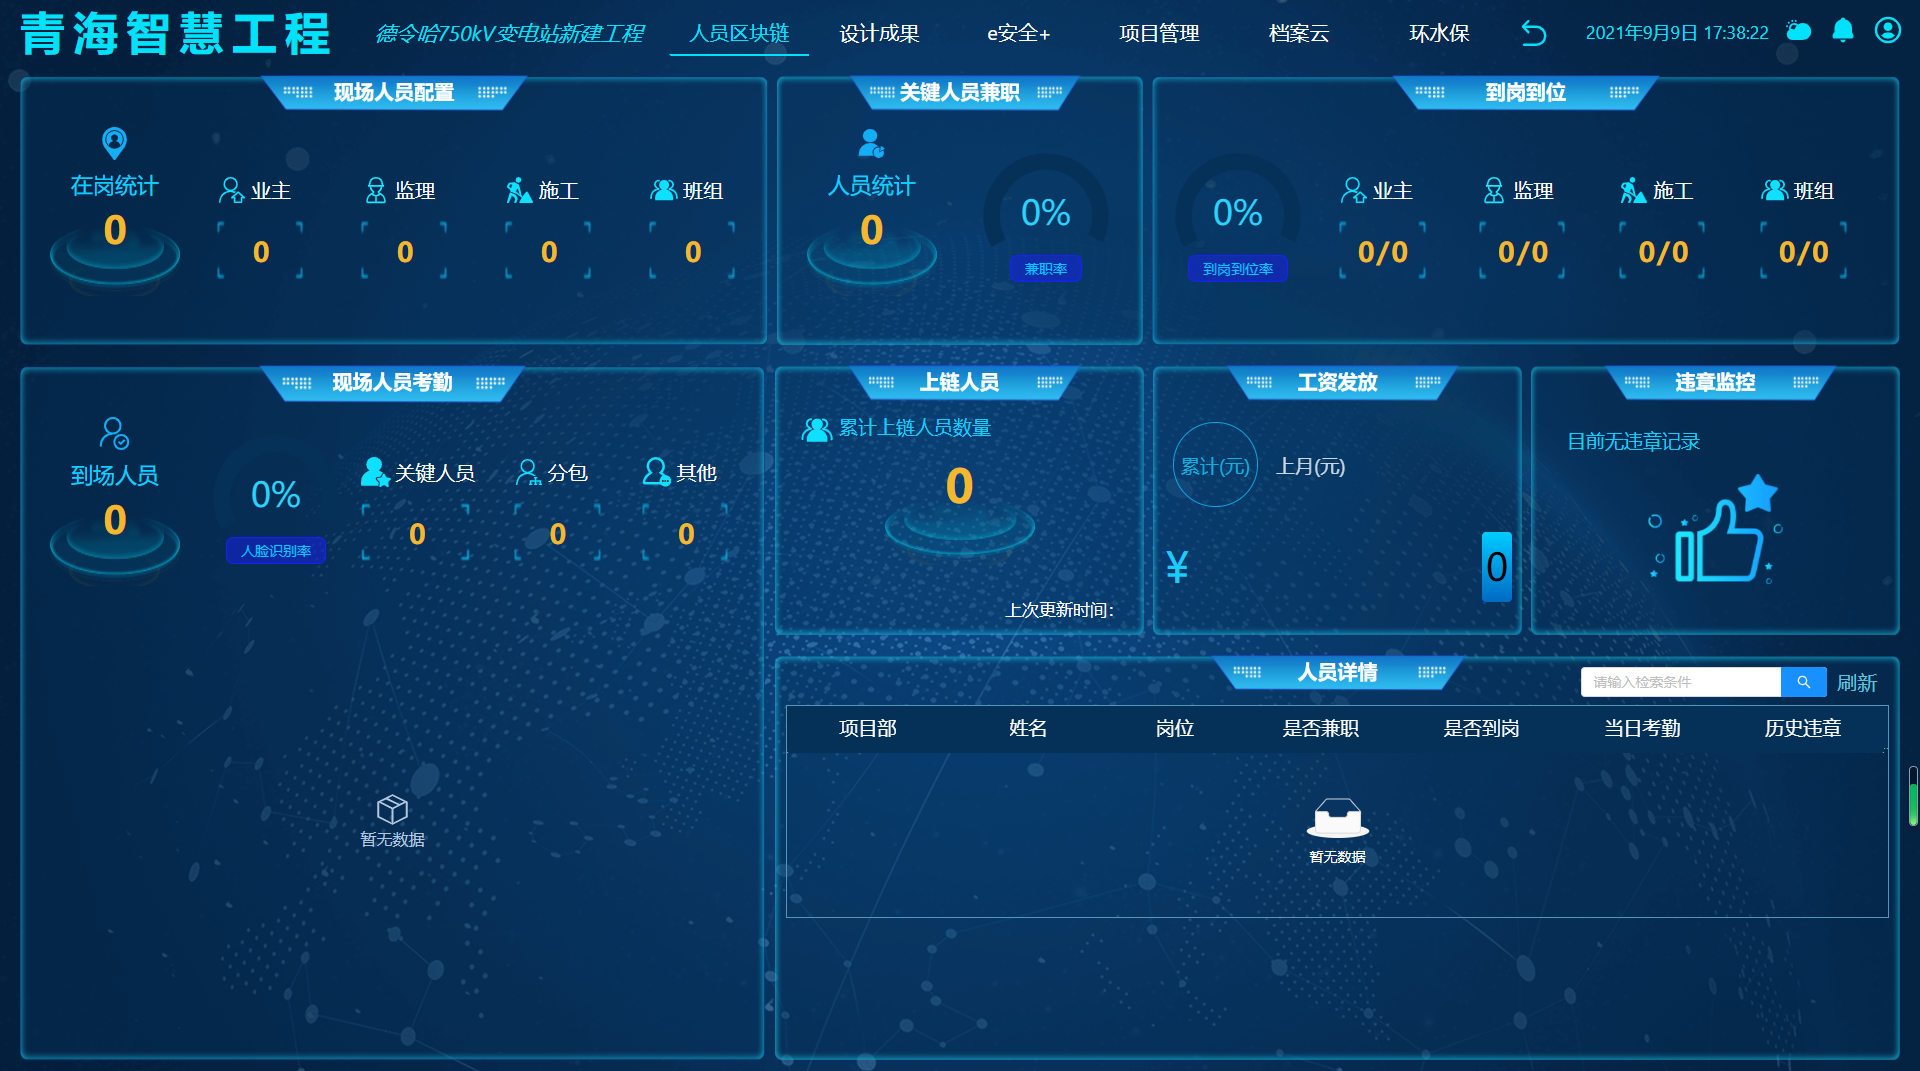 青海智慧工程
德令哈750kV变电站新建工程
人员区块链
设计成果
e安全+
项目管理
档案云
环水保
2021年9月9日 17:38:22
现场人员配置
在岗统计
0
业主
0
监理
0
施工
0
班组
0
关键人员兼职
人员统计
0
0%
兼职率
到岗到位
0%
到岗到位率
业主
0/0
监理
0/0
施工
0/0
班组
0/0
现场人员考勤
到场人员
0
0%
人脸识别率
关键人员
0
分包
0
其他
0
暂无数据
上链人员
累计上链人员数量
0
上次更新时间:
工资发放
累计(元)
上月(元)
¥
0
违章监控
目前无违章记录
人员详情
请输入检索条件
刷新
项目部 姓名 岗位 是否兼职 是否到岗 当日考勤 历史违章
暂无数据